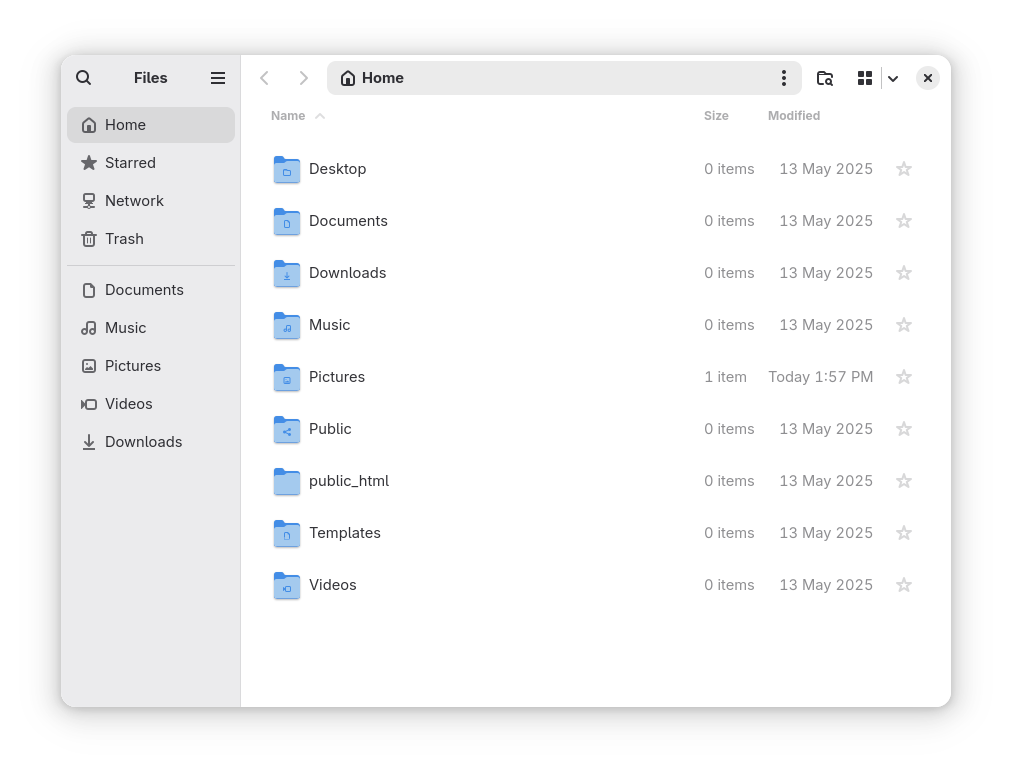 Files
Home
Starred
Network
Trash
Documents
Music
Pictures
Videos
Downloads
Home
Name Size Modified
Desktop 0 items 13 May 2025
Documents 0 items 13 May 2025
Downloads 0 items 13 May 2025
Music 0 items 13 May 2025
Pictures 1 item Today 1:57 PM
Public 0 items 13 May 2025
public_html 0 items 13 May 2025
Templates 0 items 13 May 2025
Videos 0 items 13 May 2025